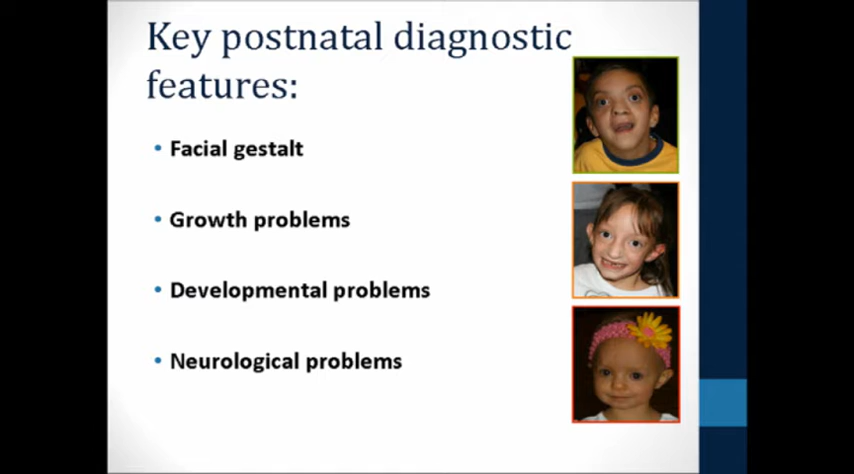 Key postnatal diagnostic
features:
• Facial gestalt
• Growth problems
• Developmental problems
• Neurological problems